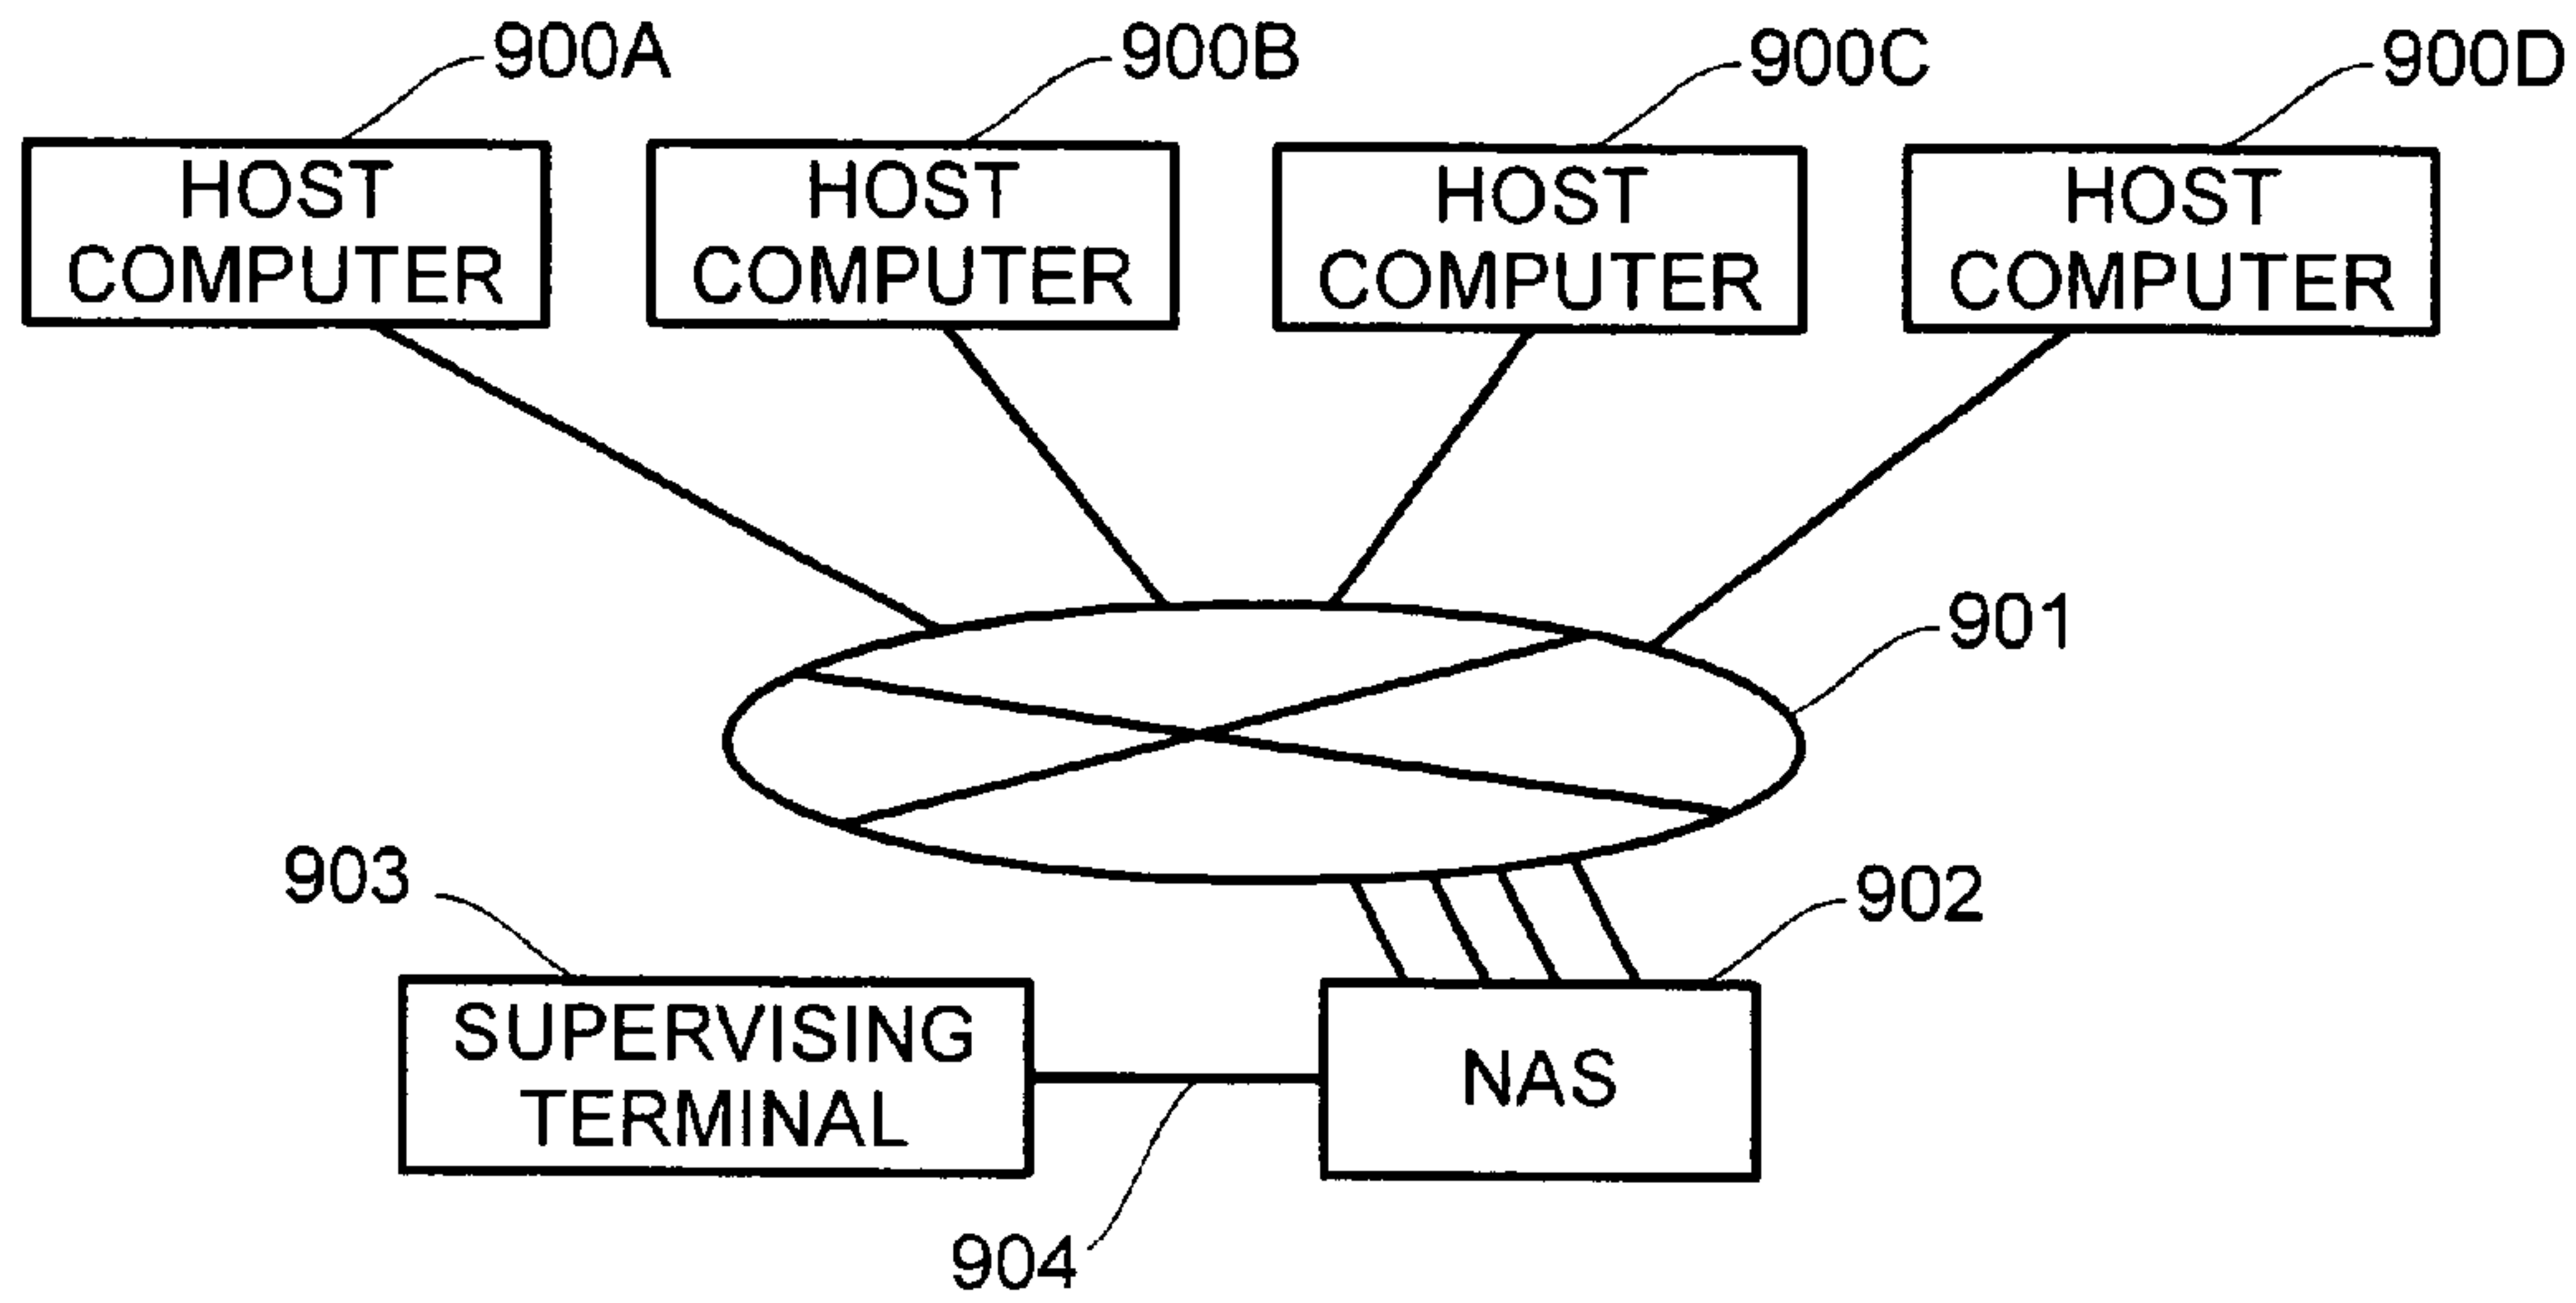 900A
900B
900C
900D
HOST
COMPUTER
HOST
COMPUTER
HOST
COMPUTER
HOST
COMPUTER
901
903
902
SUPERVISING
TERMINAL
NAS
904